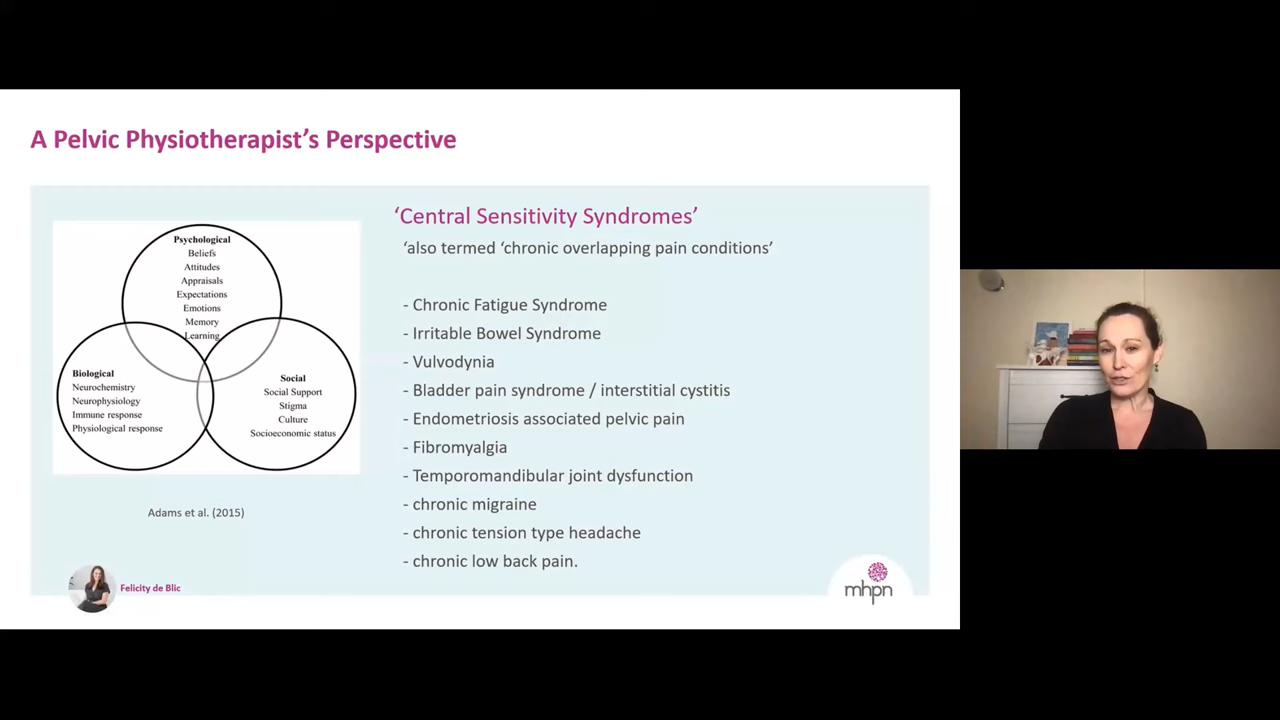 A Pelvic Physiotherapist's Perspective
Psychological
Beliefs
Attitudes
Appraisals
Expectations
Emotions
Memory
Learning
Biological
Neurochemistry
Neurophysiology
Immune response
Physiological response
Social
Social Support
Stigma
Culture
Socioeconomic status
Adams et al. (2015)
‘Central Sensitivity Syndromes’
‘also termed ‘chronic overlapping pain conditions’
- Chronic Fatigue Syndrome
- Irritable Bowel Syndrome
- Vulvodynia
- Bladder pain syndrome / interstitial cystitis
- Endometriosis associated pelvic pain
- Fibromyalgia
- Temporomandibular joint dysfunction
- chronic migraine
- chronic tension type headache
- chronic low back pain.
Felicity de Blic
mhpn